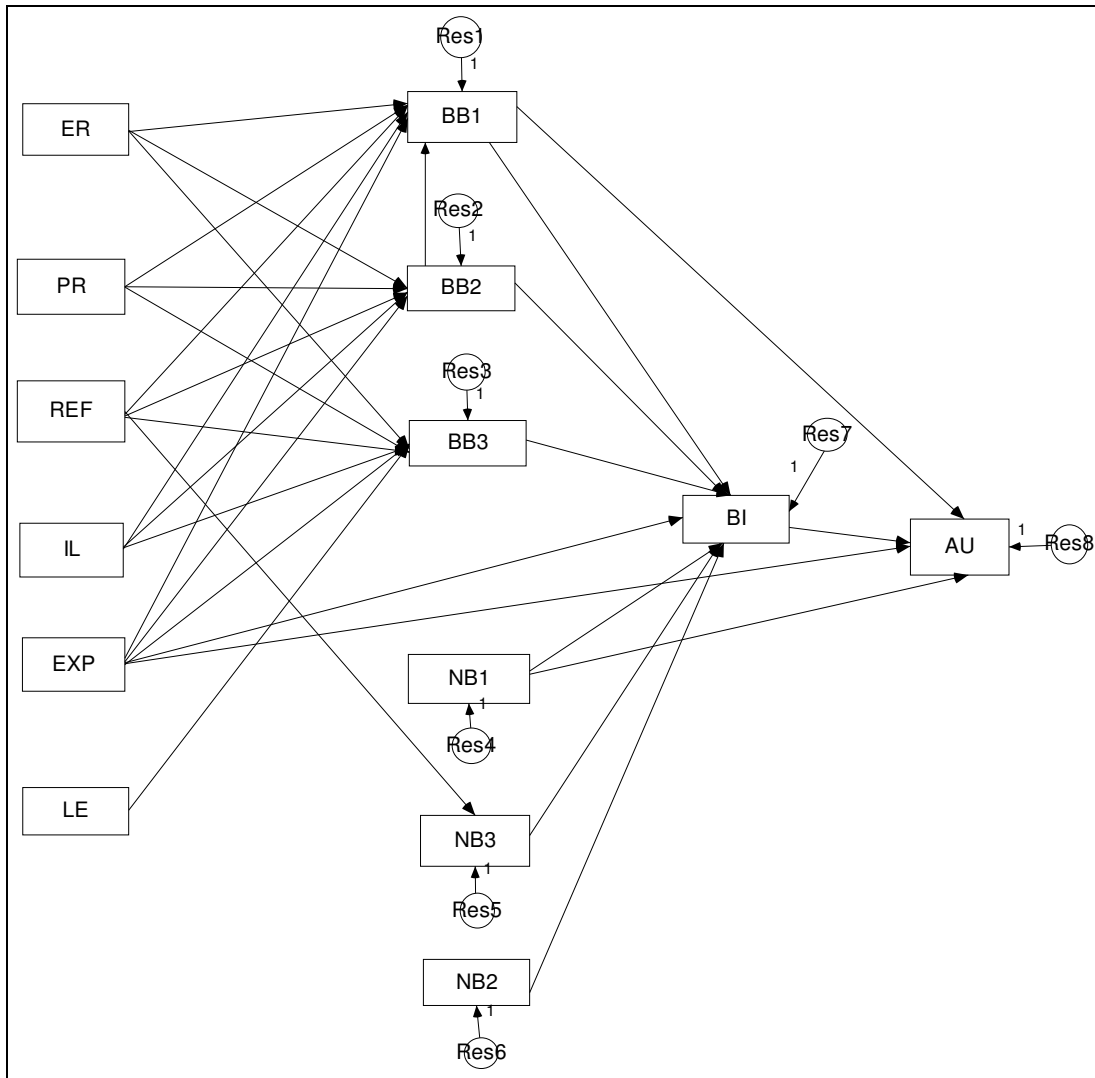 Res1
1
ER
BB1
Res2
1
PR
BB2
Res3
1
REF
BB3
Res7
1
BI
1
IL
AU
Res8
EXP
NB1
1
Res4
LE
NB3
1
Res5
NB2
1
Res6